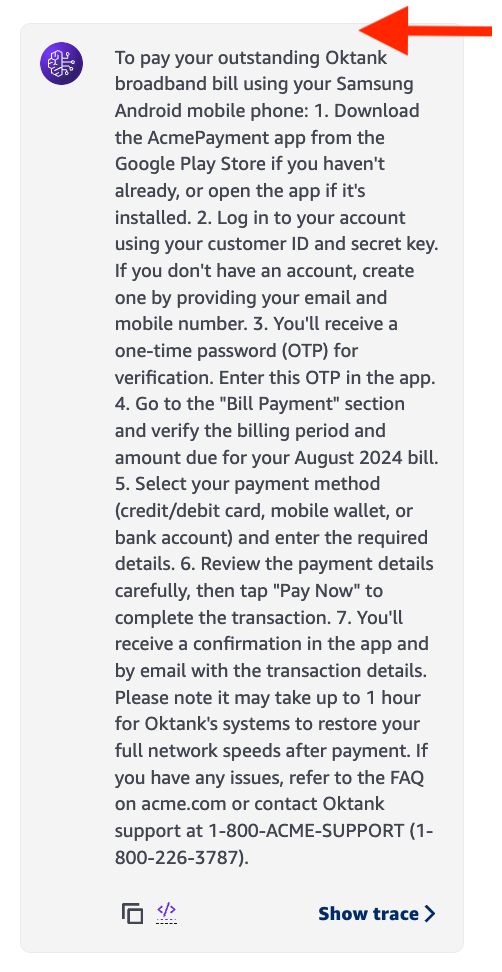 To pay your outstanding Oktank
broadband bill using your Samsung
Android mobile phone: 1. Download
the AcmePayment app from the
Google Play Store if you haven't
already, or open the app if it's
installed. 2. Log in to your account
using your customer ID and secret key.
If you don't have an account, create
one by providing your email and
mobile number. 3. You'll receive a
one-time password (OTP) for
verification. Enter this OTP in the app.
4. Go to the "Bill Payment" section
and verify the billing period and
amount due for your August 2024 bill.
5. Select your payment method
(credit/debit card, mobile wallet, or
bank account) and enter the required
details. 6. Review the payment details
carefully, then tap "Pay Now" to
complete the transaction. 7. You'll
receive a confirmation in the app and
by email with the transaction details.
Please note it may take up to 1 hour
for Oktank's systems to restore your
full network speeds after payment. If
you have any issues, refer to the FAQ
on acme.com or contact Oktank
support at 1-800-ACME-SUPPORT (1-
800-226-3787).
</> Show trace